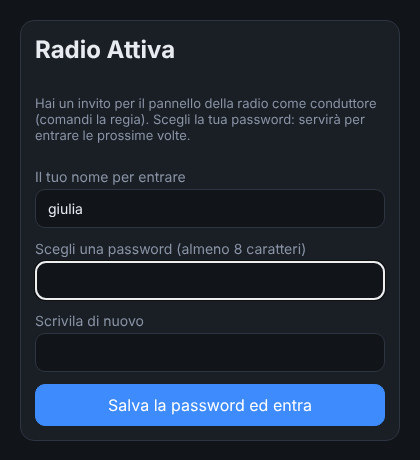 Radio Attiva
Hai un invito per il pannello della radio come conduttore
(comandi la regia). Scegli la tua password: servirà per
entrare le prossime volte.
Il tuo nome per entrare
giulia
Scegli una password (almeno 8 caratteri)
Scrivila di nuovo
Salva la password ed entra